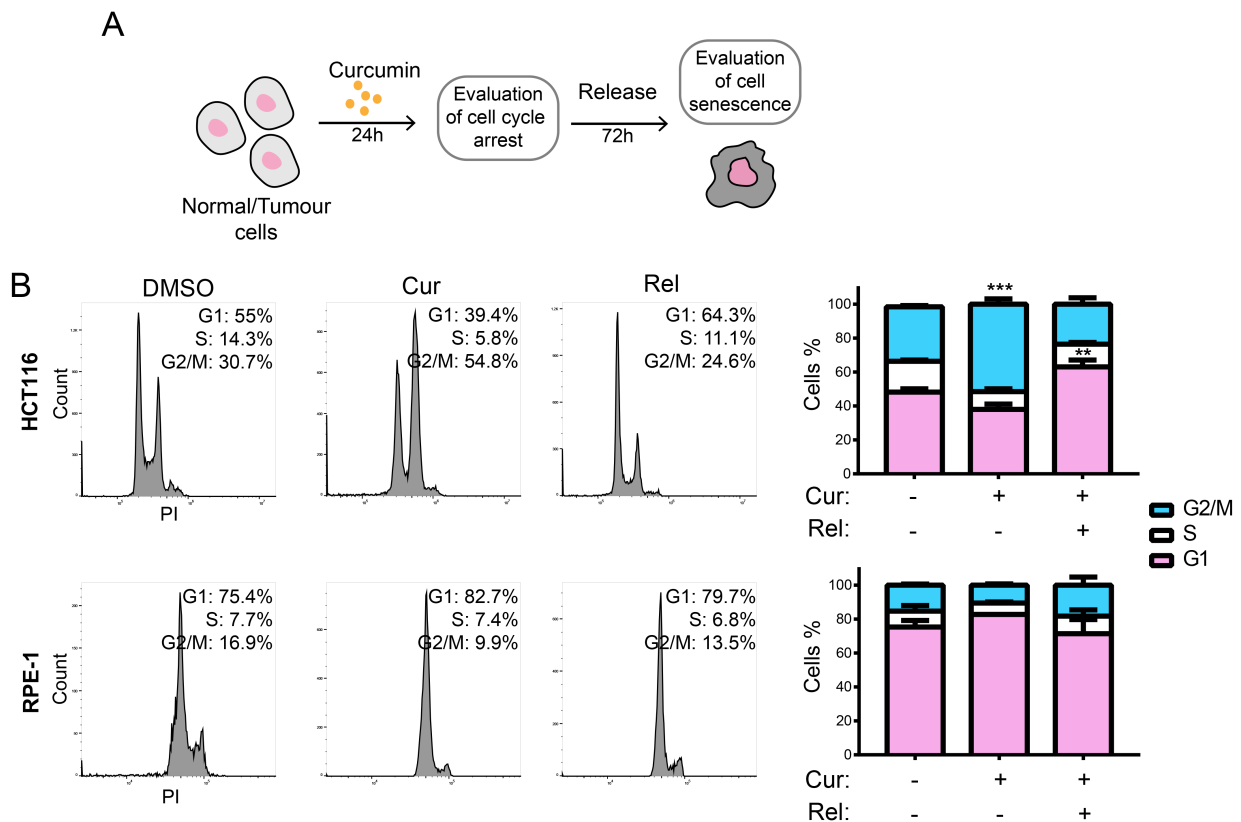 A
Curcumin
24h
Evaluation
of cell cycle
arrest
Release
72h
Evaluation
of cell
senescence
Normal/Tumour
cells
B
DMSO
Cur
Rel
HCT116
Count
G1: 55%
S: 14.3%
G2/M: 30.7%
PI
G1: 39.4%
S: 5.8%
G2/M: 54.8%
G1: 64.3%
S: 11.1%
G2/M: 24.6%
Cells %
100
80
60
40
20
0
***
**
Cur: - + +
Rel: - - +
G2/M
S
G1
RPE-1
Count
G1: 75.4%
S: 7.7%
G2/M: 16.9%
PI
G1: 82.7%
S: 7.4%
G2/M: 9.9%
G1: 79.7%
S: 6.8%
G2/M: 13.5%
Cells %
100
80
60
40
20
0
Cur: - + +
Rel: - - +